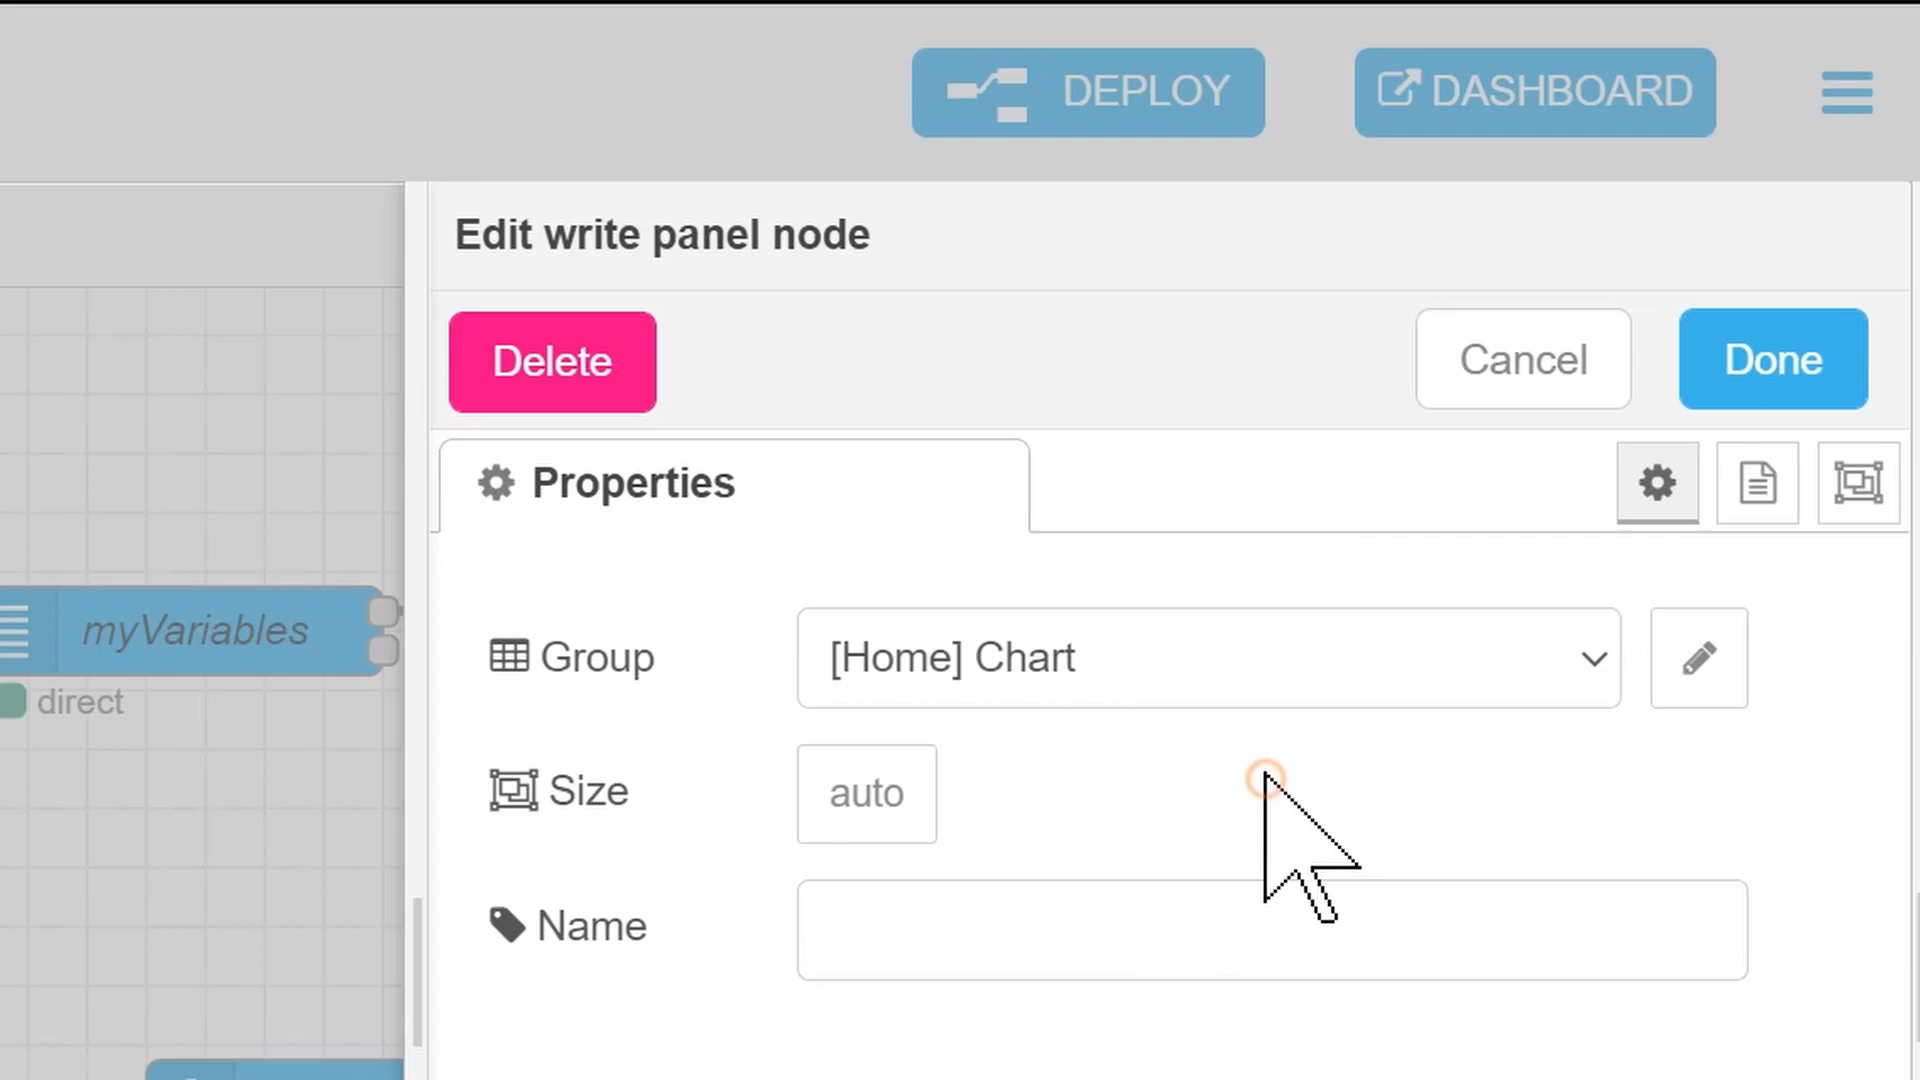 DEPLOY
DASHBOARD
Edit write panel node
Delete
Cancel
Done
Properties
Group
[Home] Chart
myVariables
direct
Size
auto
Name